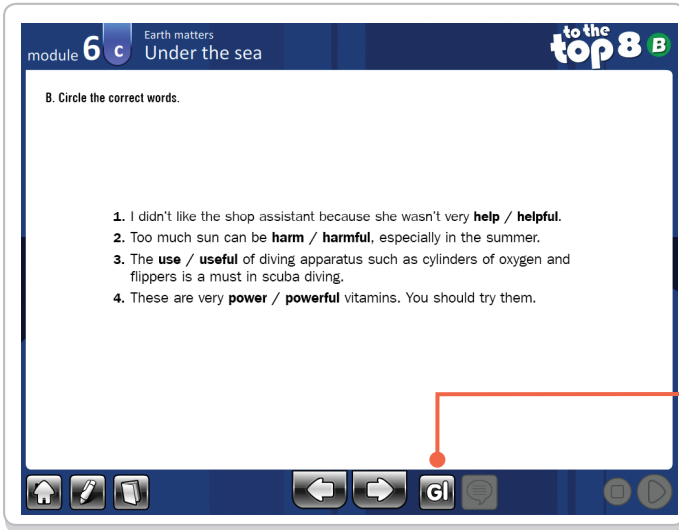 module 6 c Earth matters
Under the sea
to the
top 8 B
B. Circle the correct words.
1. I didn't like the shop assistant because she wasn't very help / helpful.
2. Too much sun can be harm / harmful, especially in the summer.
3. The use / useful of diving apparatus such as cylinders of oxygen and
flippers is a must in scuba diving.
4. These are very power / powerful vitamins. You should try them.
Gl